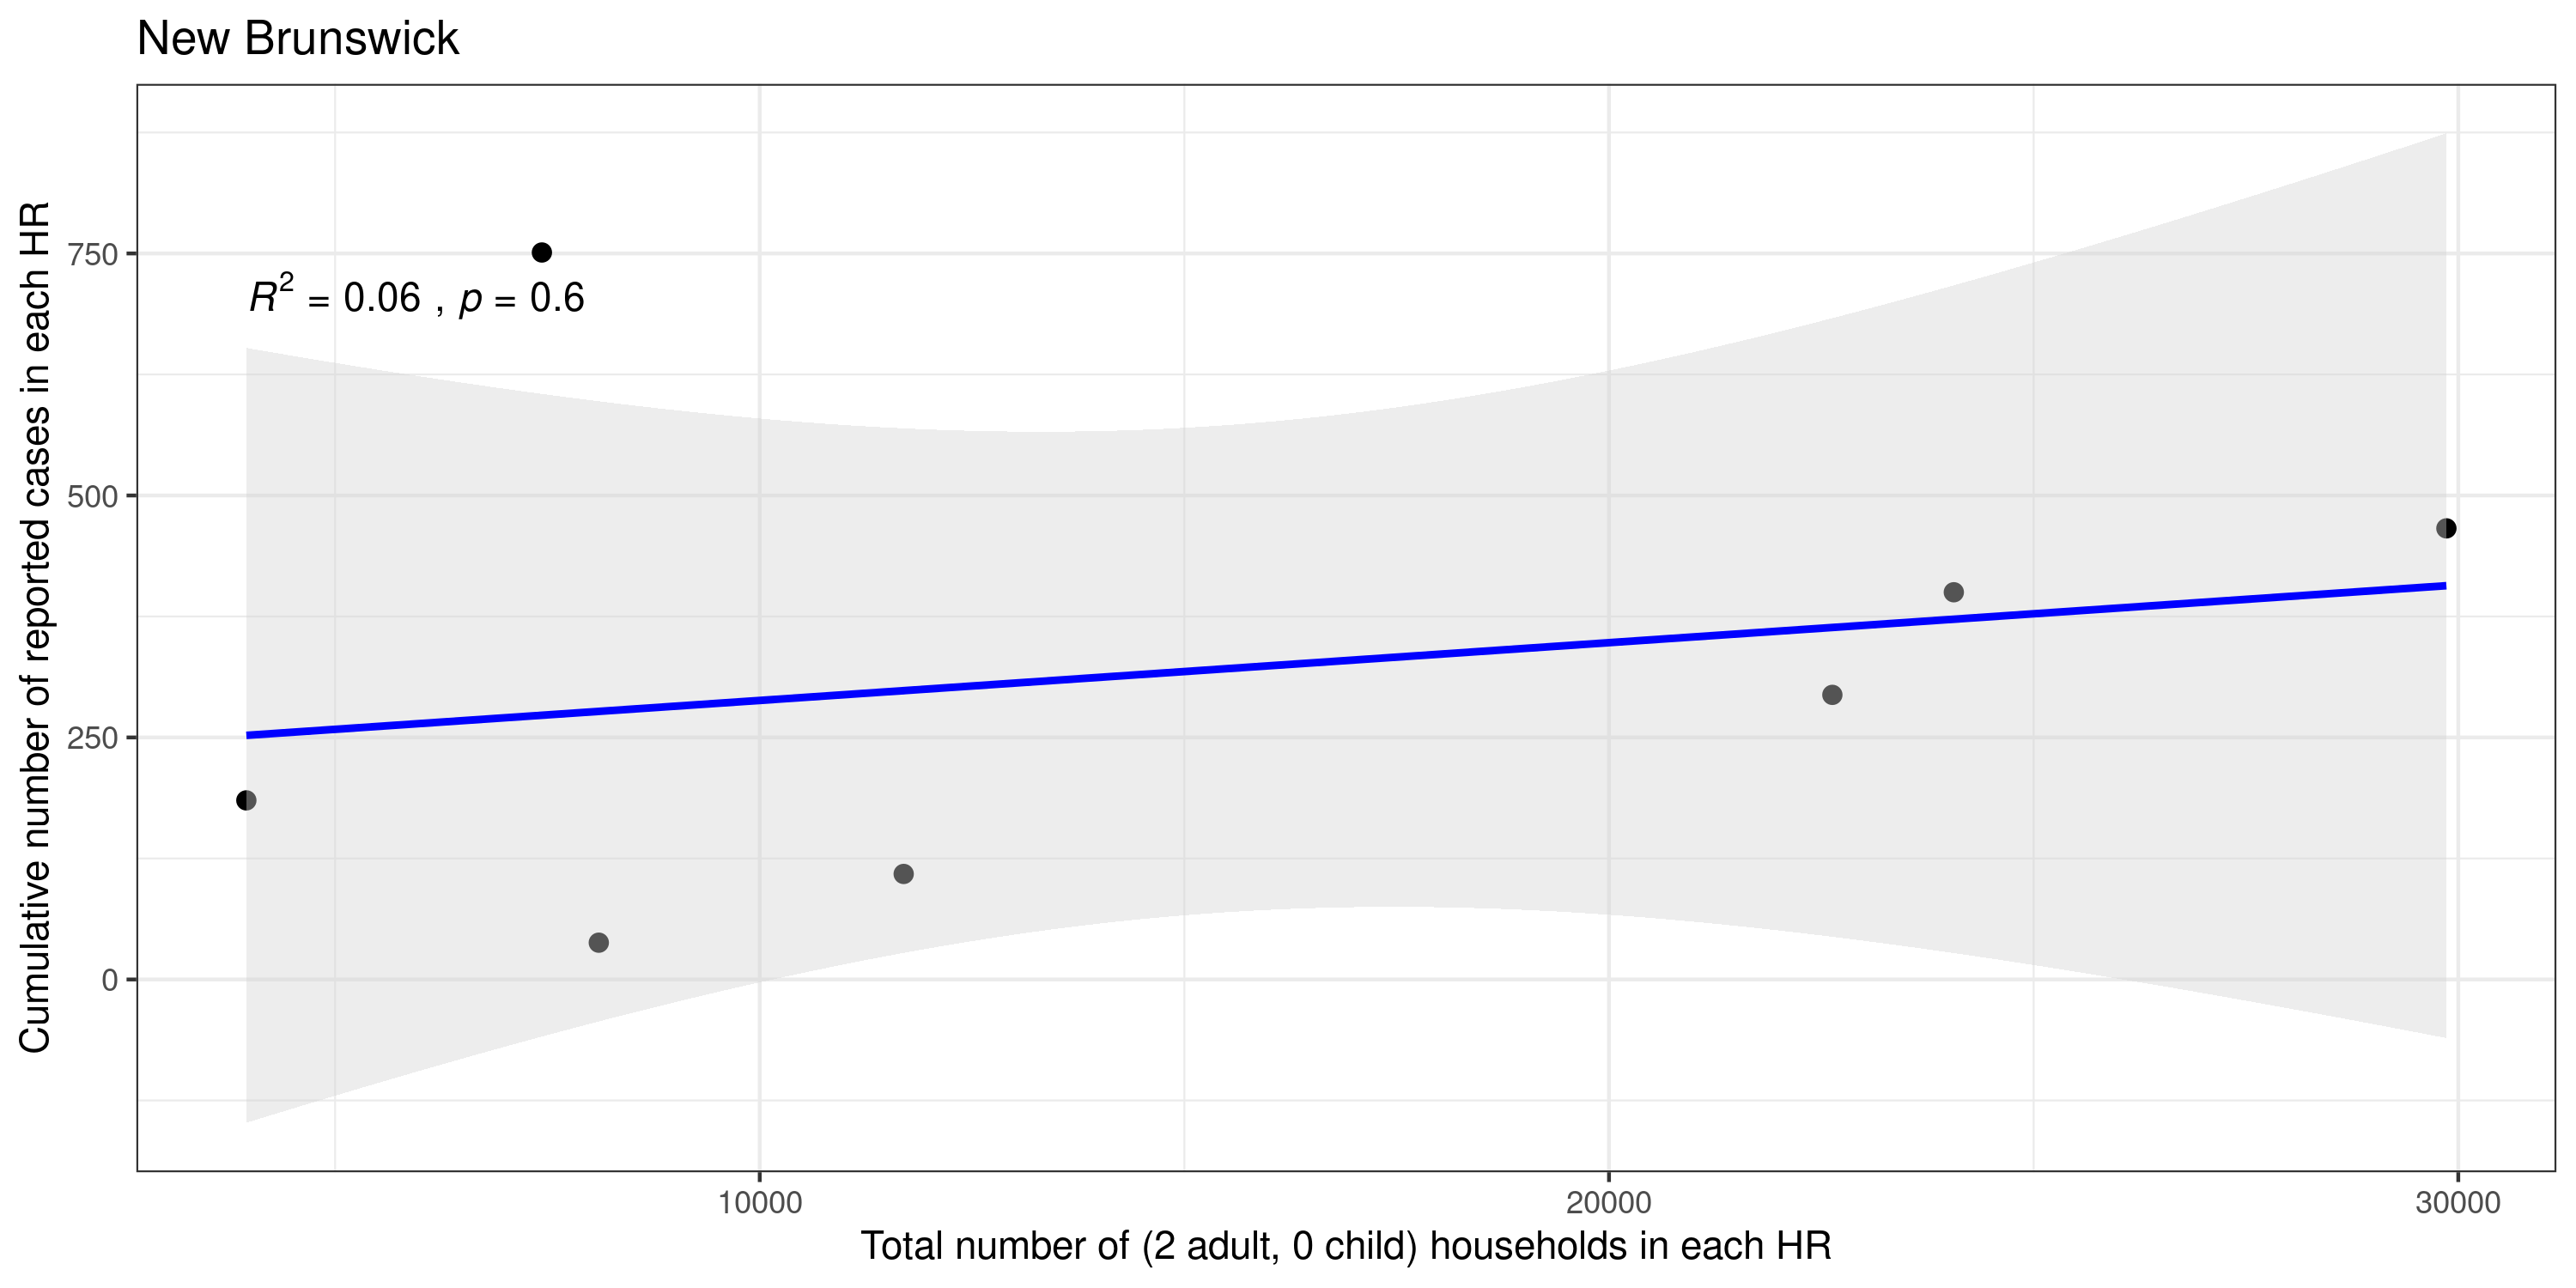 New Brunswick
Cumulative number of reported cases in each HR
750
500
250
0
R² = 0.06 , p = 0.6
10000
20000
30000
Total number of (2 adult, 0 child) households in each HR